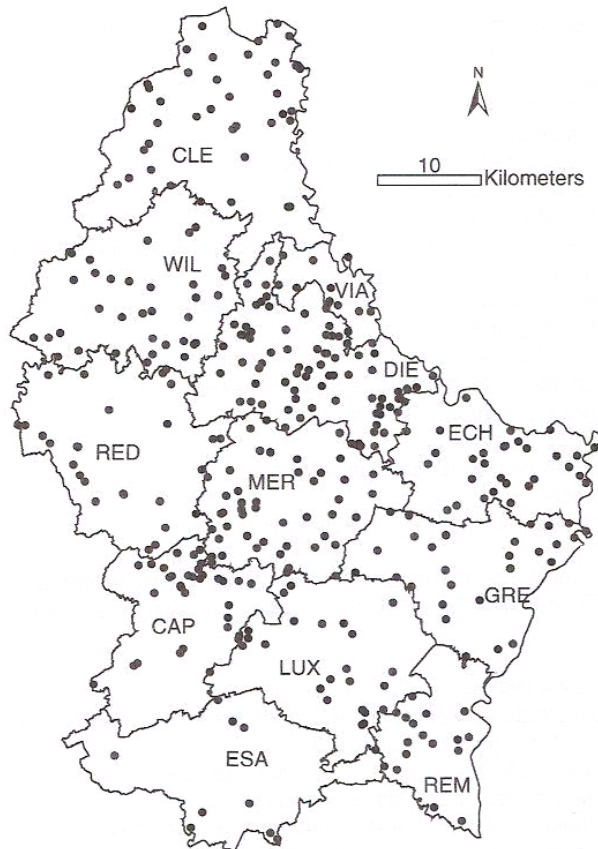 N
10
Kilometers
CLE
WIL
VIA
DIE
RED
ECH
MER
GRE
CAP
LUX
ESA
REM